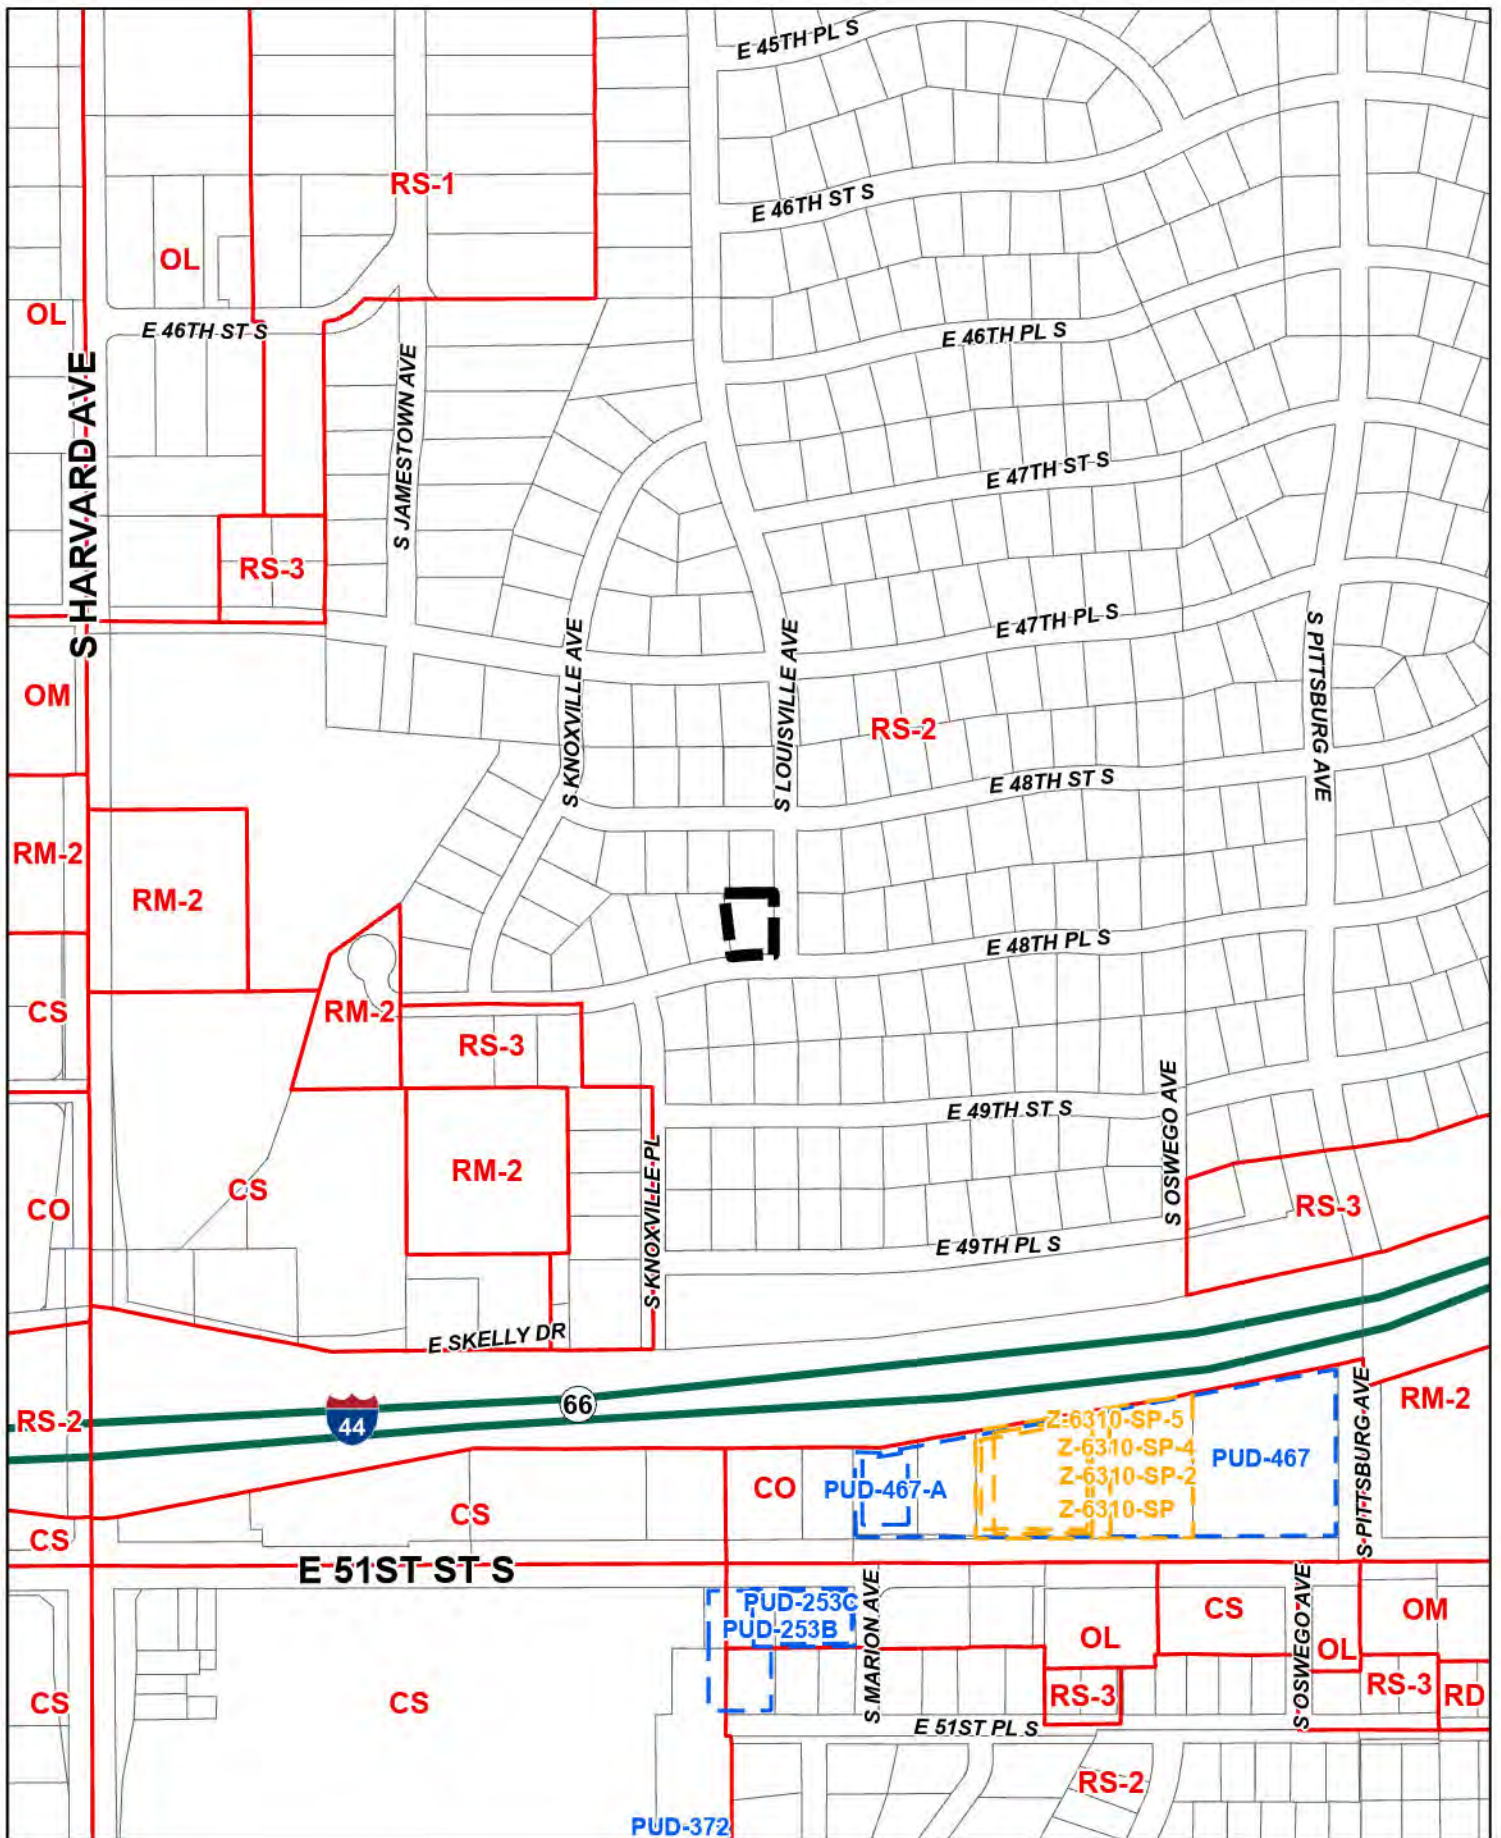 E 45TH PL S
RS-1
E 46TH ST S
OL
OL
E 46TH ST S
E 46TH PL S
S HARVARD AVE
S JAMESTOWN AVE
E 47TH ST S
RS-3
S KNOXVILLE AVE
S LOUISVILLE AVE
E 47TH PL S
S PITTSBURG AVE
OM
RS-2
E 48TH ST S
RM-2
RM-2
E 48TH PL S
CS
RM-2
RS-3
S OSWEGO AVE
E 49TH ST S
RM-2
S KNOXVILLE PL
CS
CO
RS-3
E 49TH PL S
E SKELLY DR
66
44
RS-2
S PITTSBURG AVE
RM-2
Z-6310-SP-5
Z-6310-SP-4
PUD-467
Z-6310-SP-2
CO
PUD-467-A
Z-6310-SP
CS
CS
E 51ST ST S
S MARION AVE
S OSWEGO AVE
PUD-253C
PUD-253B
CS
OM
OL
OL
CS
CS
RS-3
RS-3
RD
E 51ST PL S
RS-2
PUD-372